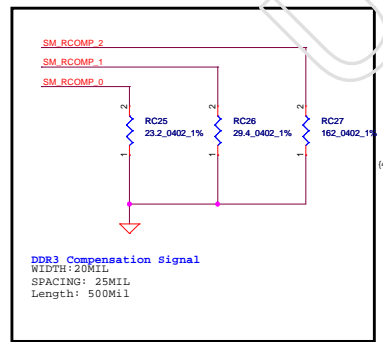 SM_RCOMP_2
SM_RCOMP_1
SM_RCOMP_0
2 2 2
RC25 RC26 RC27
23.2_0402_1% 29.4_0402_1% 162_0402_1%
1 1 1
DDR3 Compensation Signal
WIDTH:20MIL
SPACING: 25MIL
Length: 500Mil